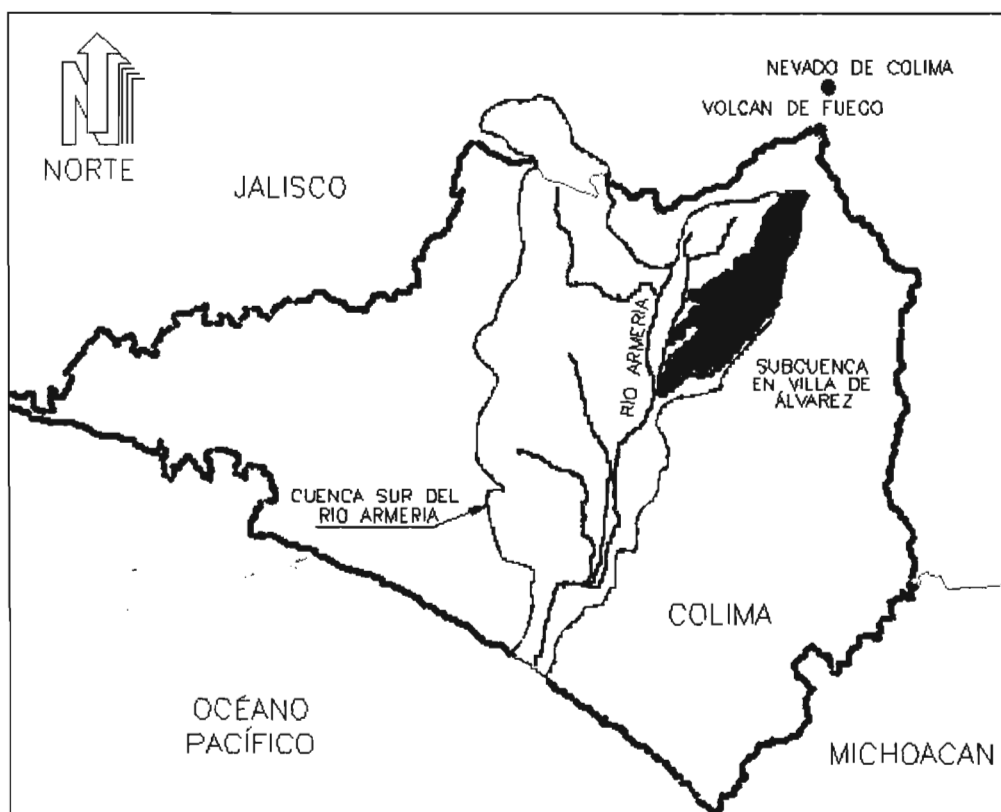 NEVADO DE COLIMA
VOLCAN DE FUEGO
N
NORTE
JALISCO
RIO ARMERIA
SUBCUENCA
EN VILLA DE
ÁLVAREZ
CUENCA SUR DEL
RIO ARMERIA
COLIMA
OCÉANO
PACÍFICO
MICHOACAN